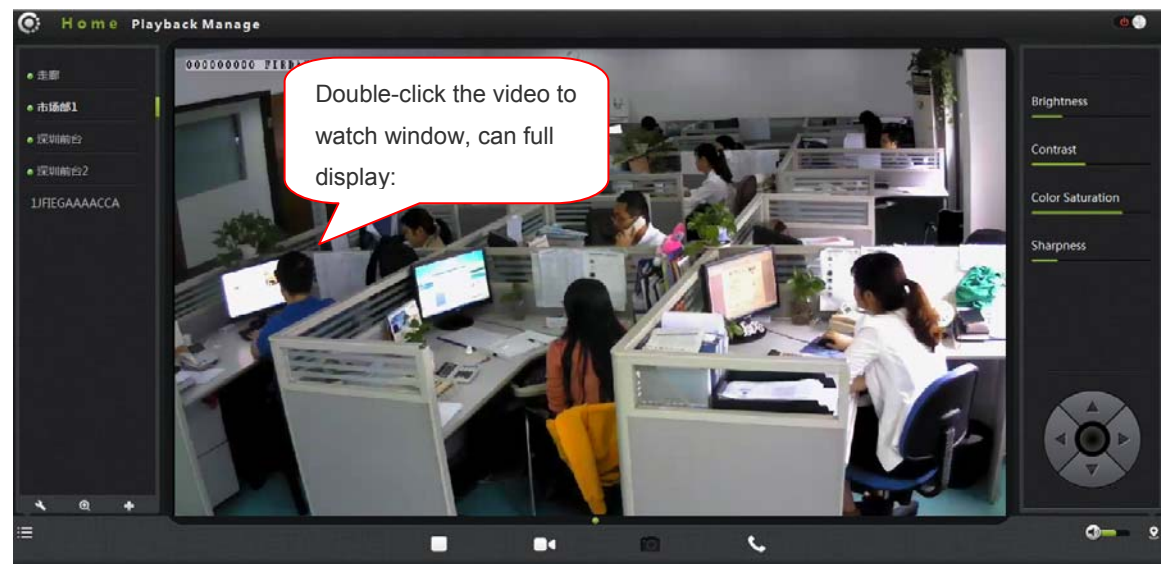 Home Playback Manage
走廊
市场部1
深圳前台
深圳前台2
1JFIEGAAAACCA
000000000
Double-click the video to
watch window, can full
display:
Brightness
Contrast
Color Saturation
Sharpness